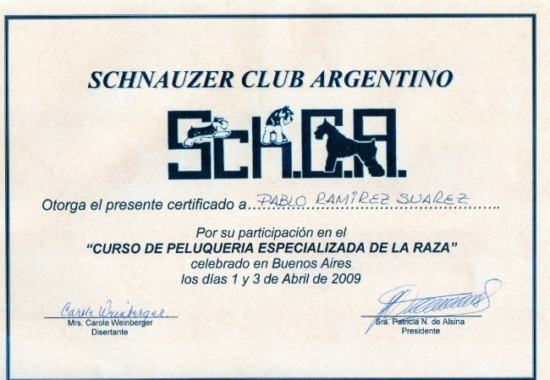 SCHNAUZER CLUB ARGENTINO
Sch.C.A.
Otorga el presente certificado a....PABLO RAMÍREZ SUAREZ......
Por su participación en el
“CURSO DE PELUQUERIA ESPECIALIZADA DE LA RAZA”
celebrado en Buenos Aires
los días 1 y 3 de Abril de 2009
Carole Weinberger
Mrs. Carole Weinberger
Disertante
Sra. Patricia N. de Alsina
Presidente